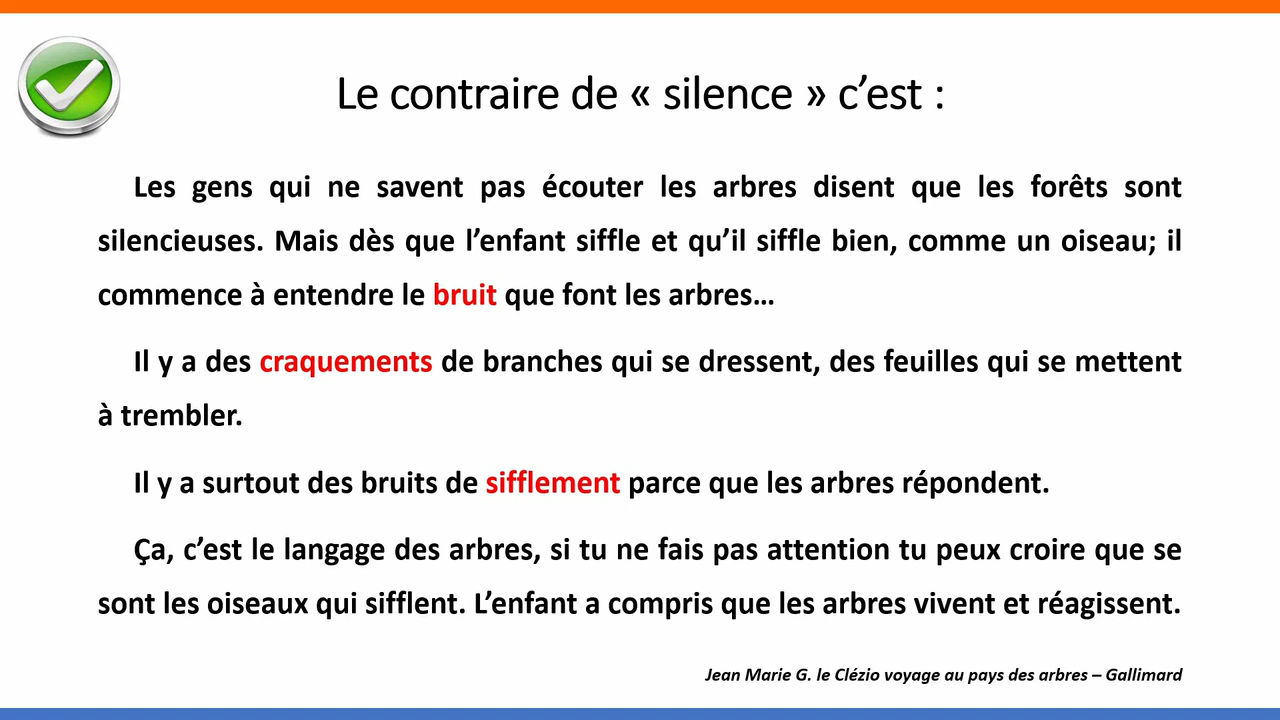 Le contraire de « silence » c’est :
Les gens qui ne savent pas écouter les arbres disent que les forêts sont
silencieuses. Mais dès que l’enfant siffle et qu’il siffle bien, comme un oiseau; il
commence à entendre le bruit que font les arbres…
Il y a des craquements de branches qui se dressent, des feuilles qui se mettent
à trembler.
Il y a surtout des bruits de sifflement parce que les arbres répondent.
Ça, c’est le langage des arbres, si tu ne fais pas attention tu peux croire que se
sont les oiseaux qui sifflent. L’enfant a compris que les arbres vivent et réagissent.
Jean Marie G. le Clézio voyage au pays des arbres – Gallimard